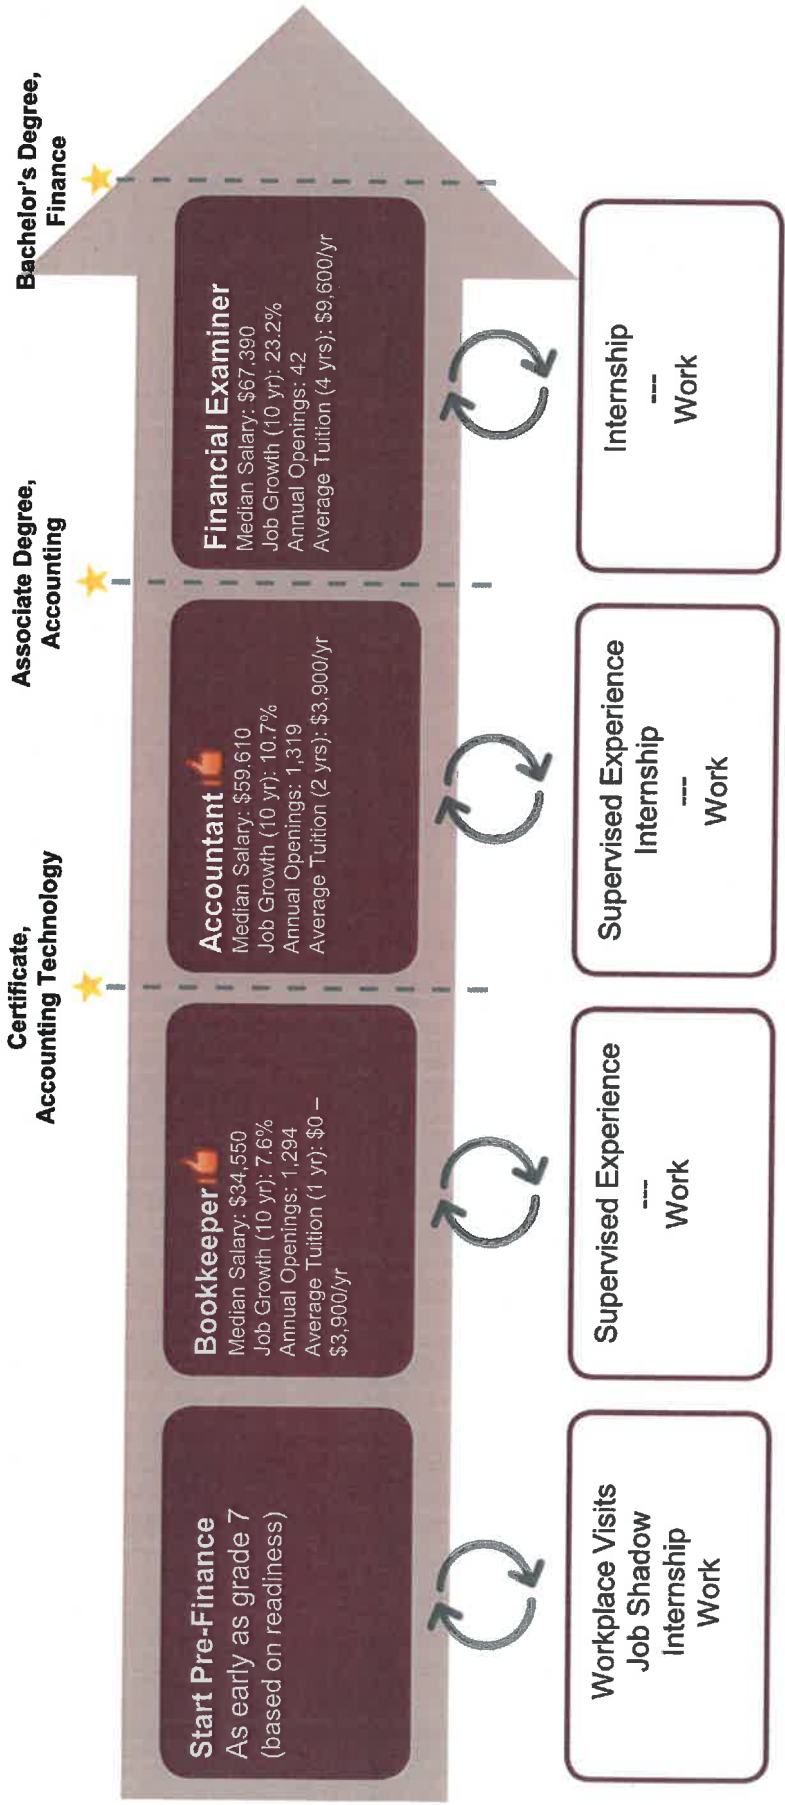 Certificate,
Accounting Technology
Associate Degree,
Accounting
Bachelor's Degree,
Finance
Start Pre-Finance
As early as grade 7
(based on readiness)
Bookkeeper
Median Salary: $34,550
Job Growth (10 yr): 7.6%
Annual Openings: 1,294
Average Tuition (1 yr): $0 –
$3,900/yr
Accountant
Median Salary: $59.610
Job Growth (10 yr): 10.7%
Annual Openings: 1,319
Average Tuition (2 yrs): $3,900/yr
Financial Examiner
Median Salary: $67,390
Job Growth (10 yr): 23.2%
Annual Openings: 42
Average Tuition (4 yrs): $9,600/yr
Workplace Visits
Job Shadow
Internship
Work
Supervised Experience
---
Work
Supervised Experience
Internship
---
Work
Internship
---
Work